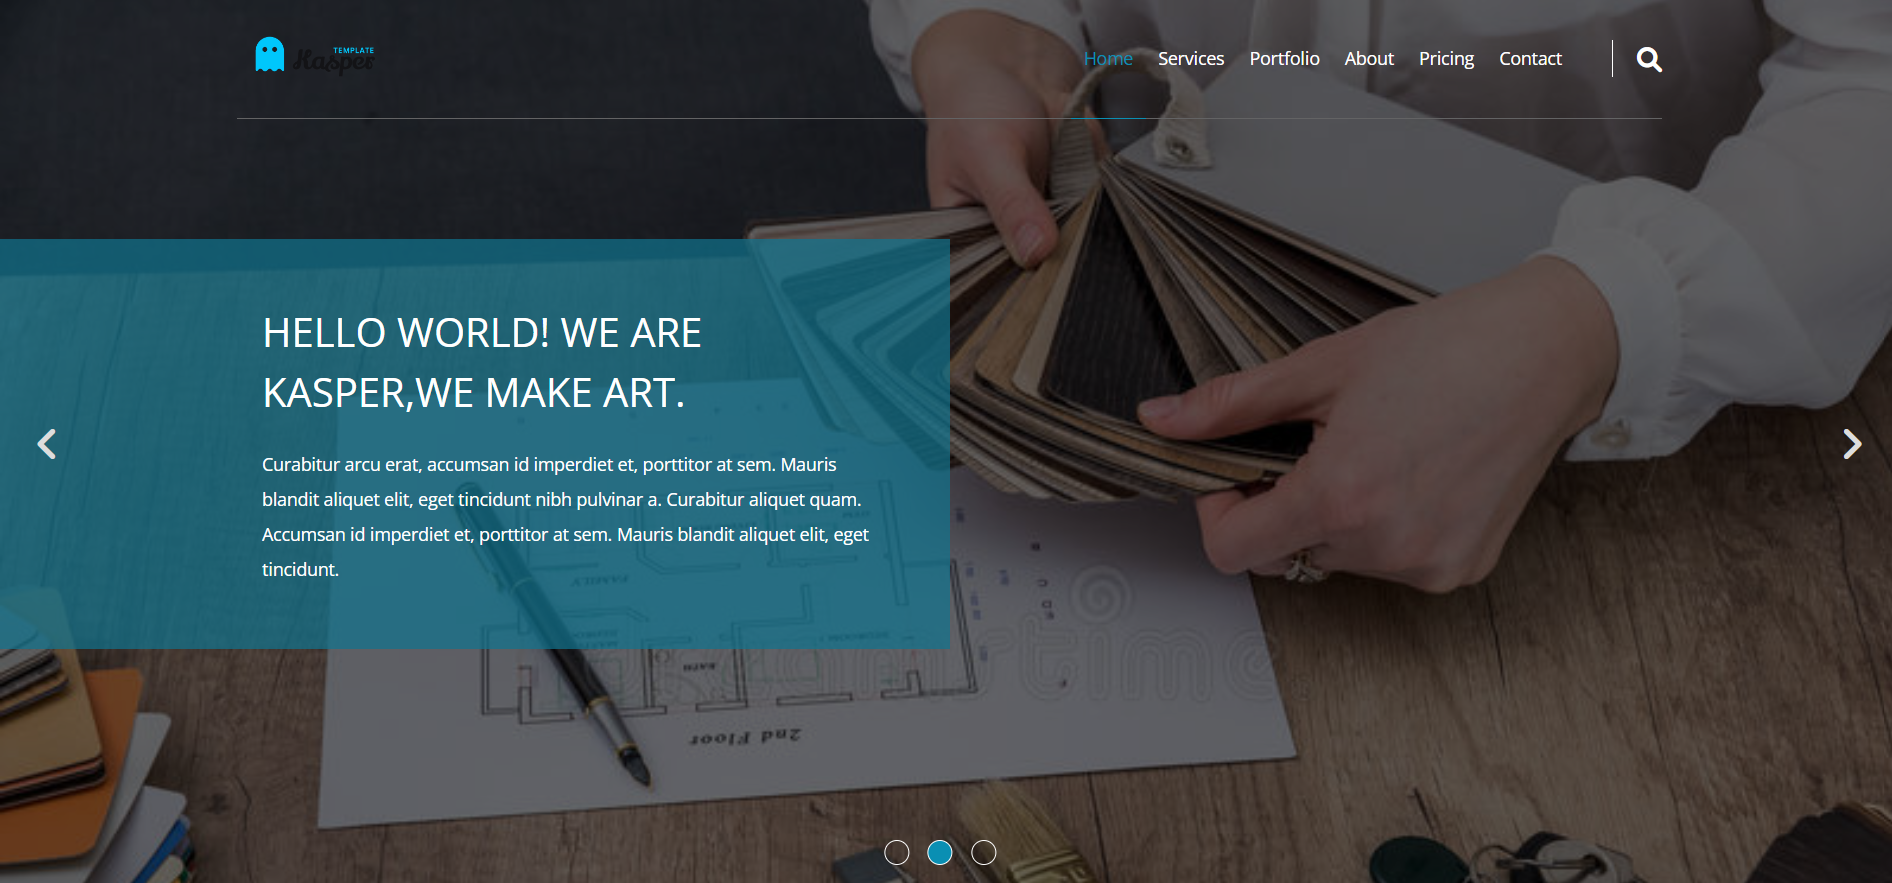 TEMPLATE
Kasper
Home Services Portfolio About Pricing Contact
HELLO WORLD! WE ARE
KASPER,WE MAKE ART.
Curabitur arcu erat, accumsan id imperdiet et, porttitor at sem. Mauris
blandit aliquet elit, eget tincidunt nibh pulvinar a. Curabitur aliquet quam.
Accumsan id imperdiet et, porttitor at sem. Mauris blandit aliquet elit, eget
tincidunt.
FAMILY
BATH
2nd Floor